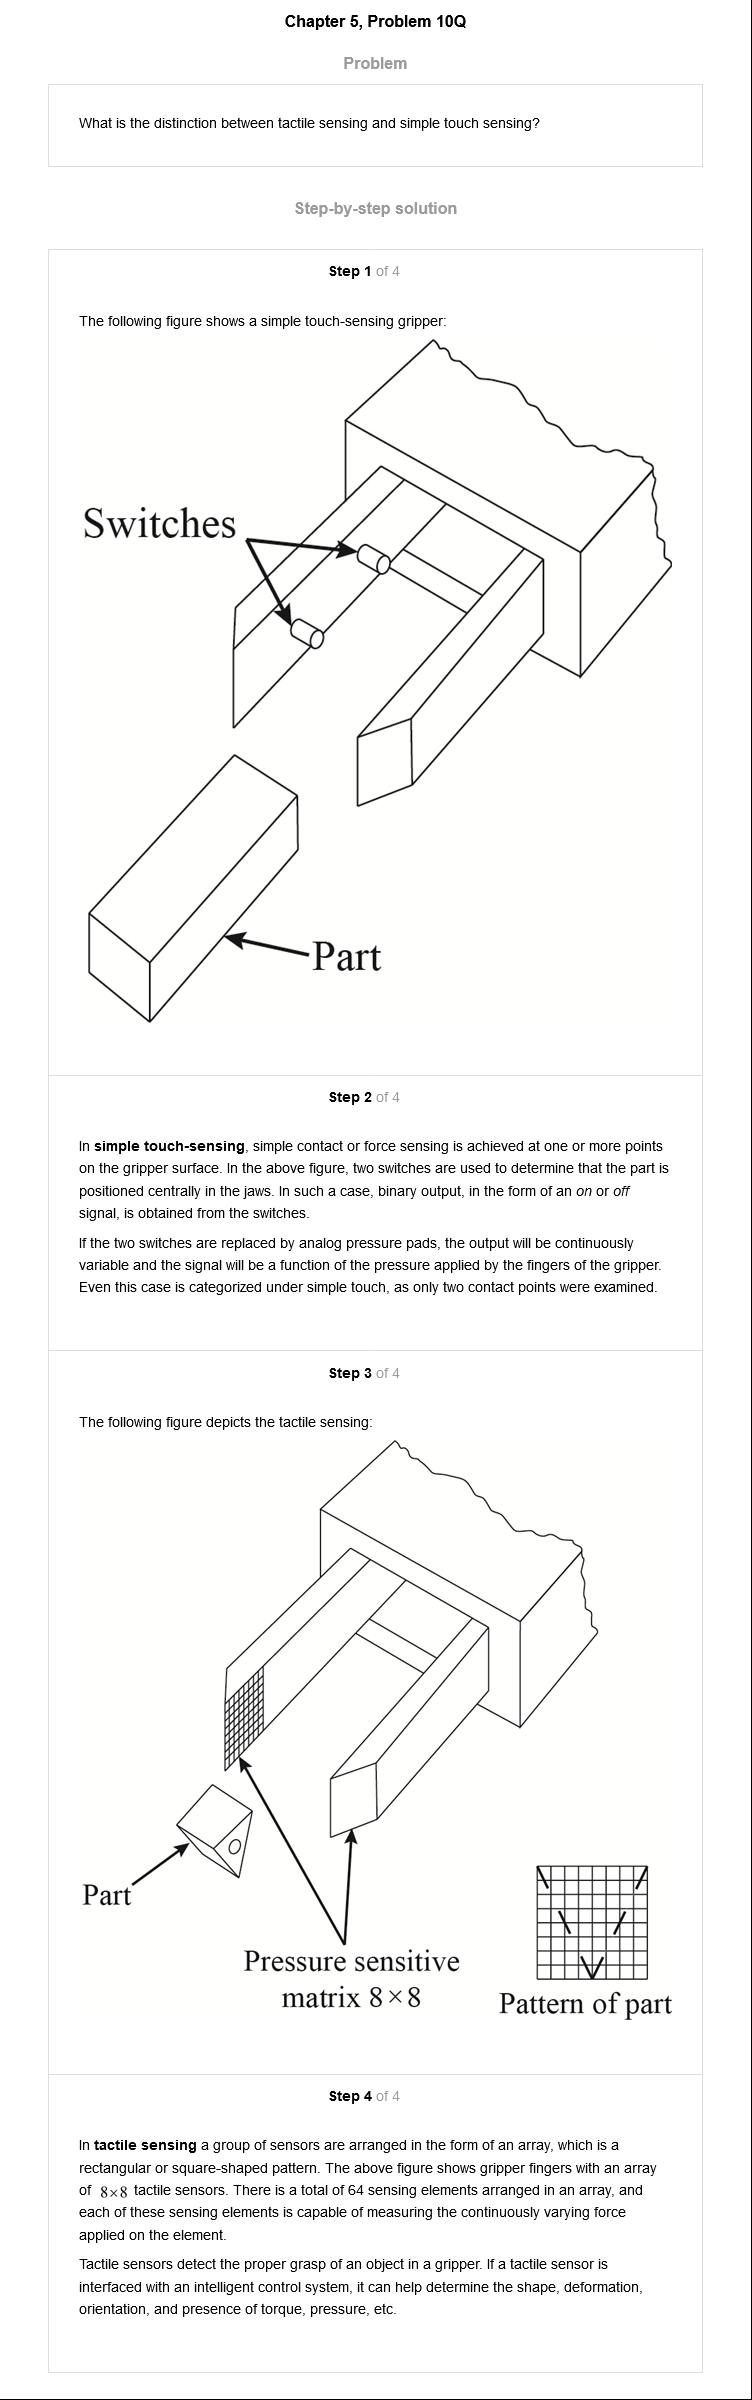 Chapter 5, Problem 10Q
Problem
What is the distinction between tactile sensing and simple touch sensing?
Step-by-step solution
Step 1 of 4
The following figure shows a simple touch-sensing gripper:
Switches
Part
Step 2 of 4
In simple touch-sensing, simple contact or force sensing is achieved at one or more points
on the gripper surface. In the above figure, two switches are used to determine that the part is
positioned centrally in the jaws. In such a case, binary output, in the form of an on or off
signal, is obtained from the switches.
If the two switches are replaced by analog pressure pads, the output will be continuously
variable and the signal will be a function of the pressure applied by the fingers of the gripper.
Even this case is categorized under simple touch, as only two contact points were examined.
Step 3 of 4
The following figure depicts the tactile sensing:
Part
Pressure sensitive
matrix 8×8
Pattern of part
Step 4 of 4
In tactile sensing a group of sensors are arranged in the form of an array, which is a
rectangular or square-shaped pattern. The above figure shows gripper fingers with an array
of 8×8 tactile sensors. There is a total of 64 sensing elements arranged in an array, and
each of these sensing elements is capable of measuring the continuously varying force
applied on the element.
Tactile sensors detect the proper grasp of an object in a gripper. If a tactile sensor is
interfaced with an intelligent control system, it can help determine the shape, deformation,
orientation, and presence of torque, pressure, etc.